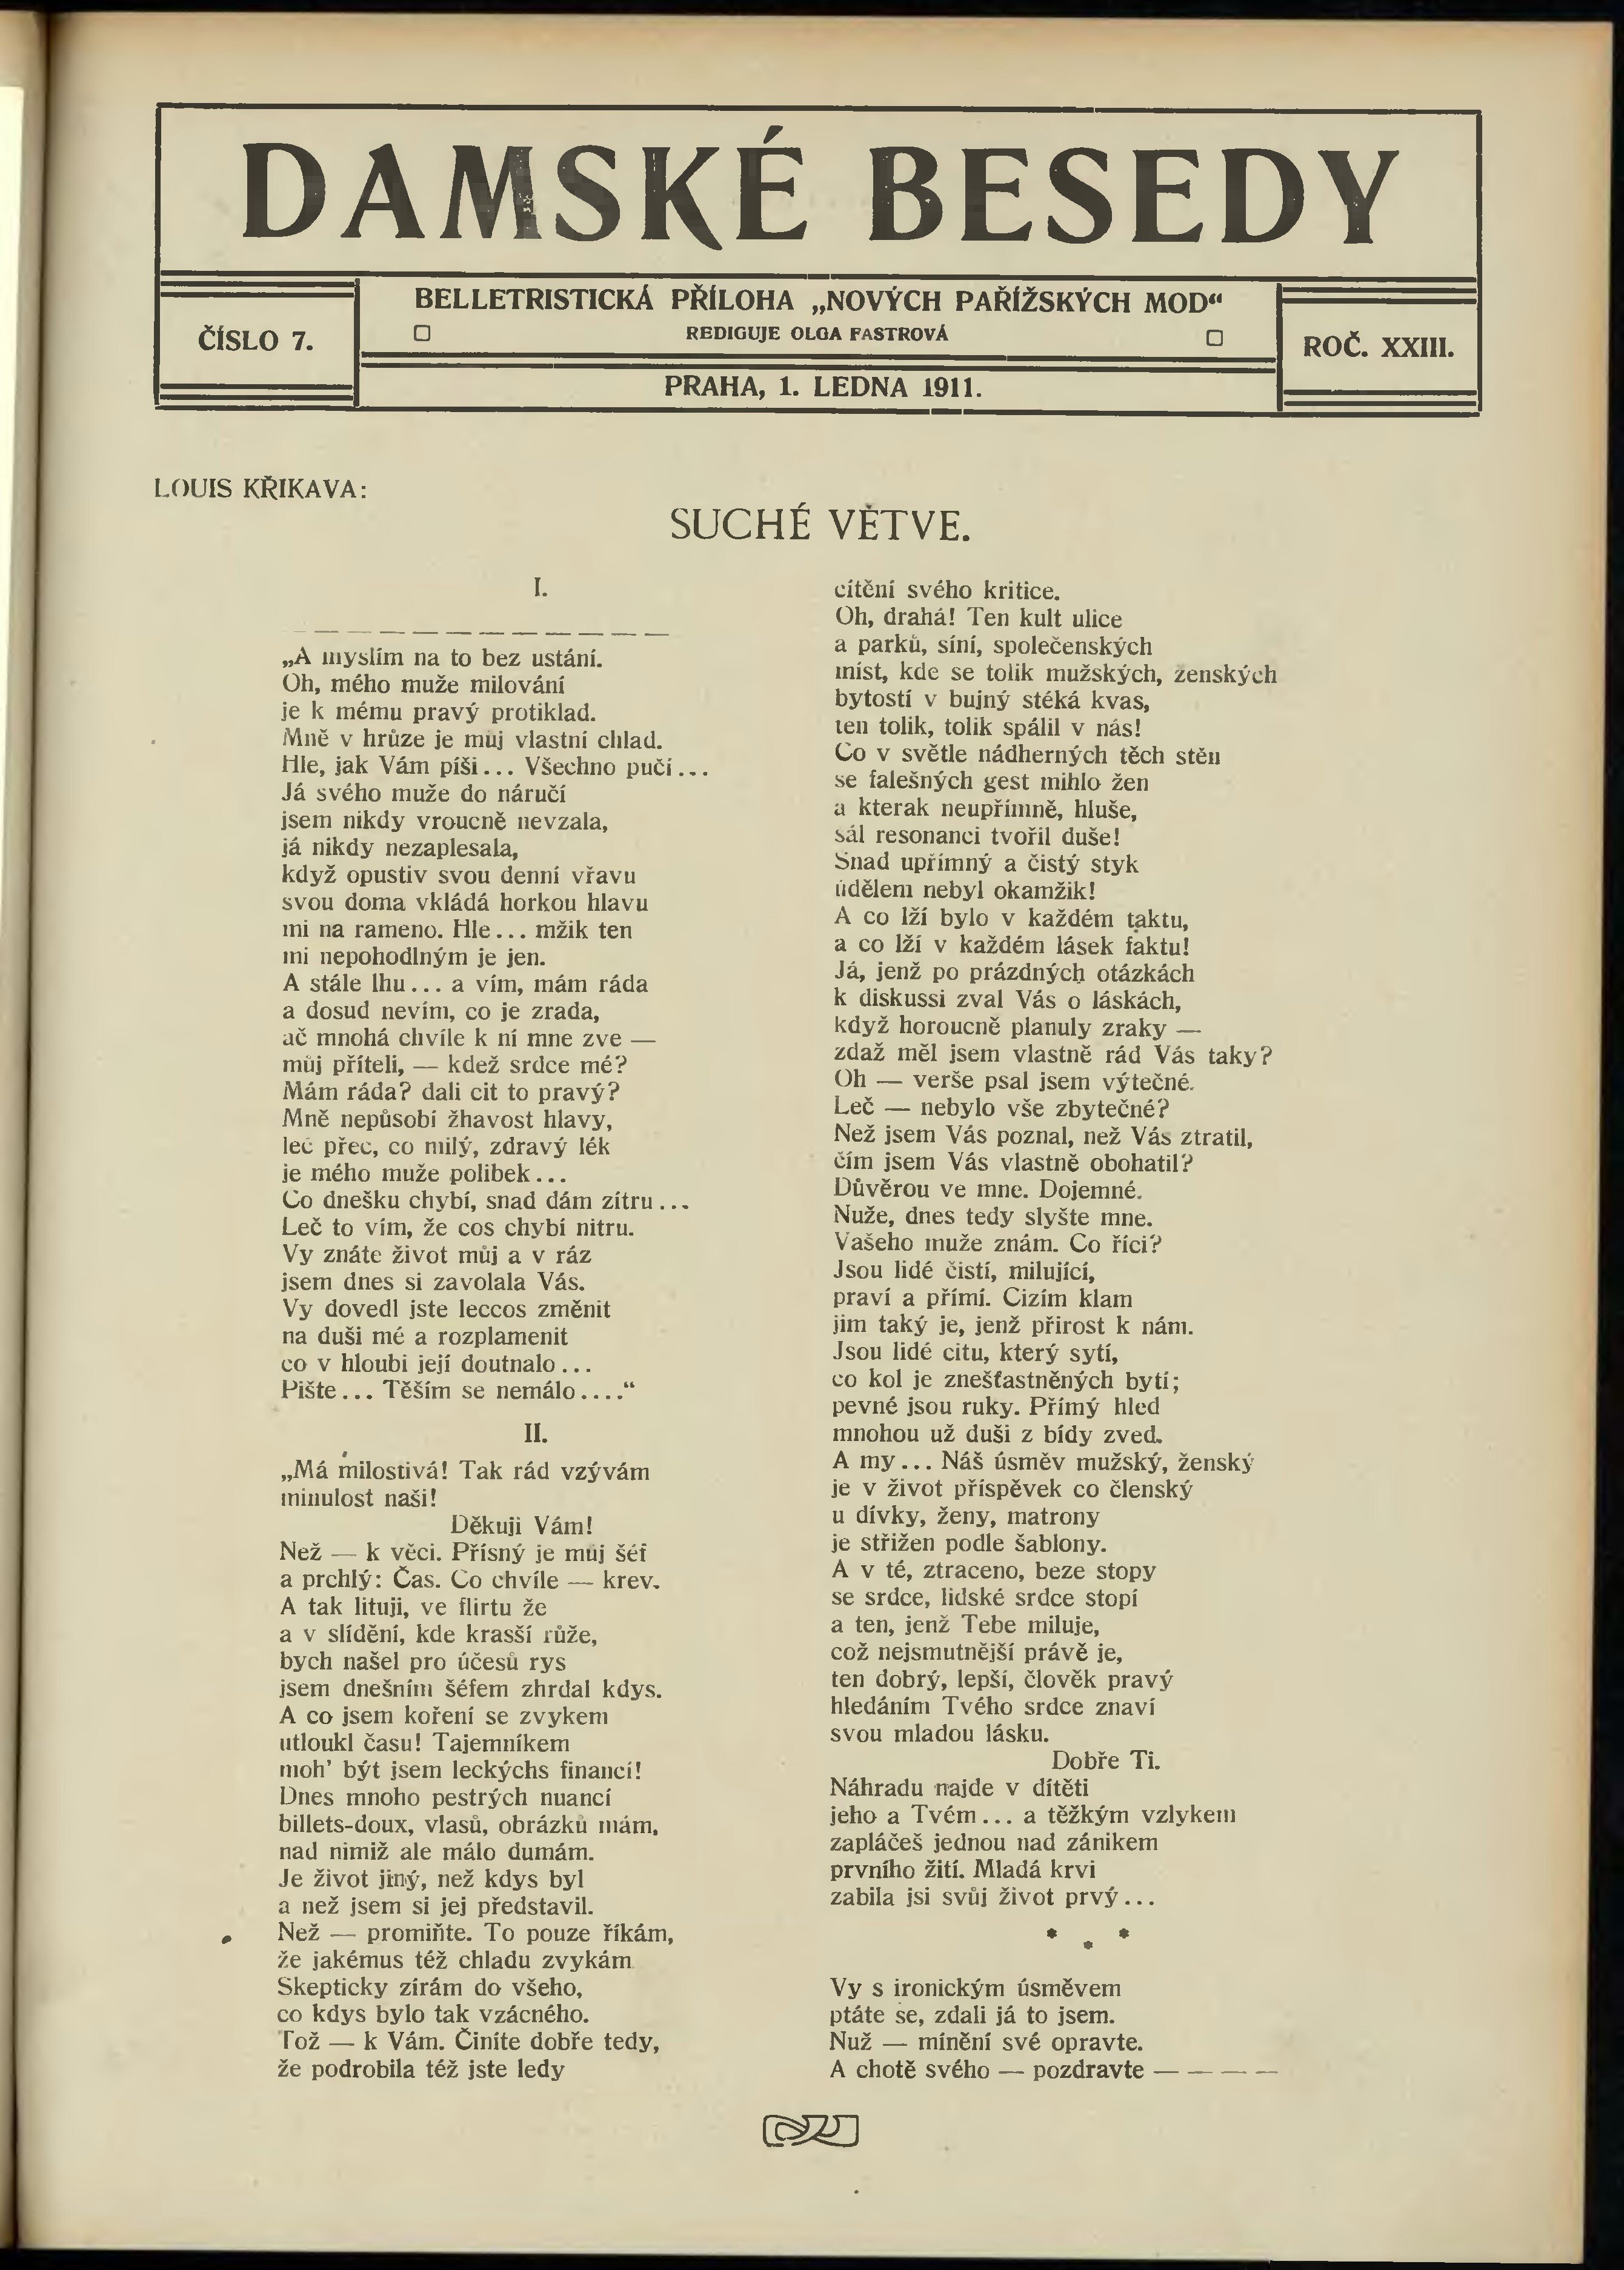 DAMSKÉ BESEDY
ČÍSLO 7.
BELLETRISTICKÁ PŘÍLOHA „NOVÝCH PAŘÍŽSKÝCH MOD“
REDIGUJE OLGA FASTROVÁ
PRAHA, 1. LEDNA 1911.
ROČ. XXIII.
LOUIS KŘIKAVA:
SUCHÉ VĚTVE.
I.
— — — — — — — — — — — — —
„A myslím na to bez ustání.
Oh, mého muže milování
je k mému pravý protiklad.
Mně v hrůze je můj vlastní chlad.
Hle, jak Vám píši... Všechno pučí...
Já svého muže do náručí
jsem nikdy vroucně nevzala,
já nikdy nezaplesala,
když opustiv svou denní vřavu
svou doma vkládá horkou hlavu
mi na rameno. Hle... mžik ten
mi nepohodlným je jen.
A stále lhu... a vím, mám ráda
a dosud nevím, co je zrada,
ač mnohá chvíle k ní mne zve —
můj příteli, — kdež srdce mé?
Mám ráda? dali cit to pravý?
Mně nepůsobí žhavost hlavy,
leč přec, co milý, zdravý lék
je mého muže polibek...
Co dnešku chybí, snad dám zítru...
Leč to vím, že cos chybí nitru.
Vy znáte život můj a v ráz
jsem dnes si zavolala Vás.
Vy dovedl jste leccos změnit
na duši mé a rozplamenit
co v hloubi její doutnalo...
Pište... Těším se nemálo....“
II.
„Má milostivá! Tak rád vzývám
minulost naši!
Děkuji Vám!
Než — k věci. Přísný je můj šéf
a prchlý: Čas. Co chvíle — krev.
A tak lituji, ve flirtu že
a v slídění, kde krasší růže,
bych našel pro účesů rys
jsem dnešním šéfem zhrdal kdys.
A co jsem koření se zvykem
utloukl času! Tajemníkem
moh’ být jsem leckýchs financí!
Dnes mnoho pestrých nuancí
billets-doux, vlasů, obrázků mám,
nad nimiž ale málo dumám.
Je život jiný, než kdys byl
a než jsem si jej představil.
Než — promiňte. To pouze říkám,
že jakémus též chladu zvykám
Skepticky zírám do všeho,
co kdys bylo tak vzácného.
Tož — k Vám. Činíte dobře tedy,
že podrobila též jste ledy
cítění svého kritice.
Oh, drahá! Ten kult ulice
a parků, síní, společenských
míst, kde se tolik mužských, ženských
bytostí v bujný stéká kvas,
ten tolik, tolik spálil v nás!
Co v světle nádherných těch stěn
se falešných gest mihlo žen
a kterak neupřímně, hluše,
sál resonanci tvořil duše!
Snad upřímný a čistý styk
údělem nebyl okamžik!
A co lží bylo v každém taktu,
a co lží v každém lásek faktu!
Já, jenž po prázdných otázkách
k diskussi zval Vás o láskách,
když horoucně planuly zraky —
zdaž měl jsem vlastně rád Vás taky?
Oh — verše psal jsem výtečné.
Leč — nebylo vše zbytečné?
Než jsem Vás poznal, než Vás ztratil,
čím jsem Vás vlastně obohatil?
Důvěrou ve mne. Dojemné.
Nuže, dnes tedy slyšte mne.
Vašeho muže znám. Co říci?
Jsou lidé čistí, milující,
praví a přímí. Cizím klam
jim taký je, jenž přirost k nám.
Jsou lidé citu, který sytí,
co kol je znešťastněných bytí;
pevné jsou ruky. Přímý hled
mnohou už duši z bídy zved.
A my... Náš úsměv mužský, ženský
je v život příspěvek co členský
u dívky, ženy, matrony
je střižen podle šablony.
A v té, ztraceno, beze stopy
se srdce, lidské srdce stopí
a ten, jenž Tebe miluje,
což nejsmutnější právě je,
ten dobrý, lepší, člověk pravý
hledáním Tvého srdce znaví
svou mladou lásku.
Dobře Ti.
Náhradu najde v dítěti
jeho a Tvém... a těžkým vzlykem
zapláčeš jednou nad zánikem
prvního žití. Mladá krvi
zabila jsi svůj život prvý...
* * *
Vy s ironickým úsměvem
ptáte se, zdali já to jsem.
Nuž — mínění své opravte.
A chotě svého — pozdravte — — — — —